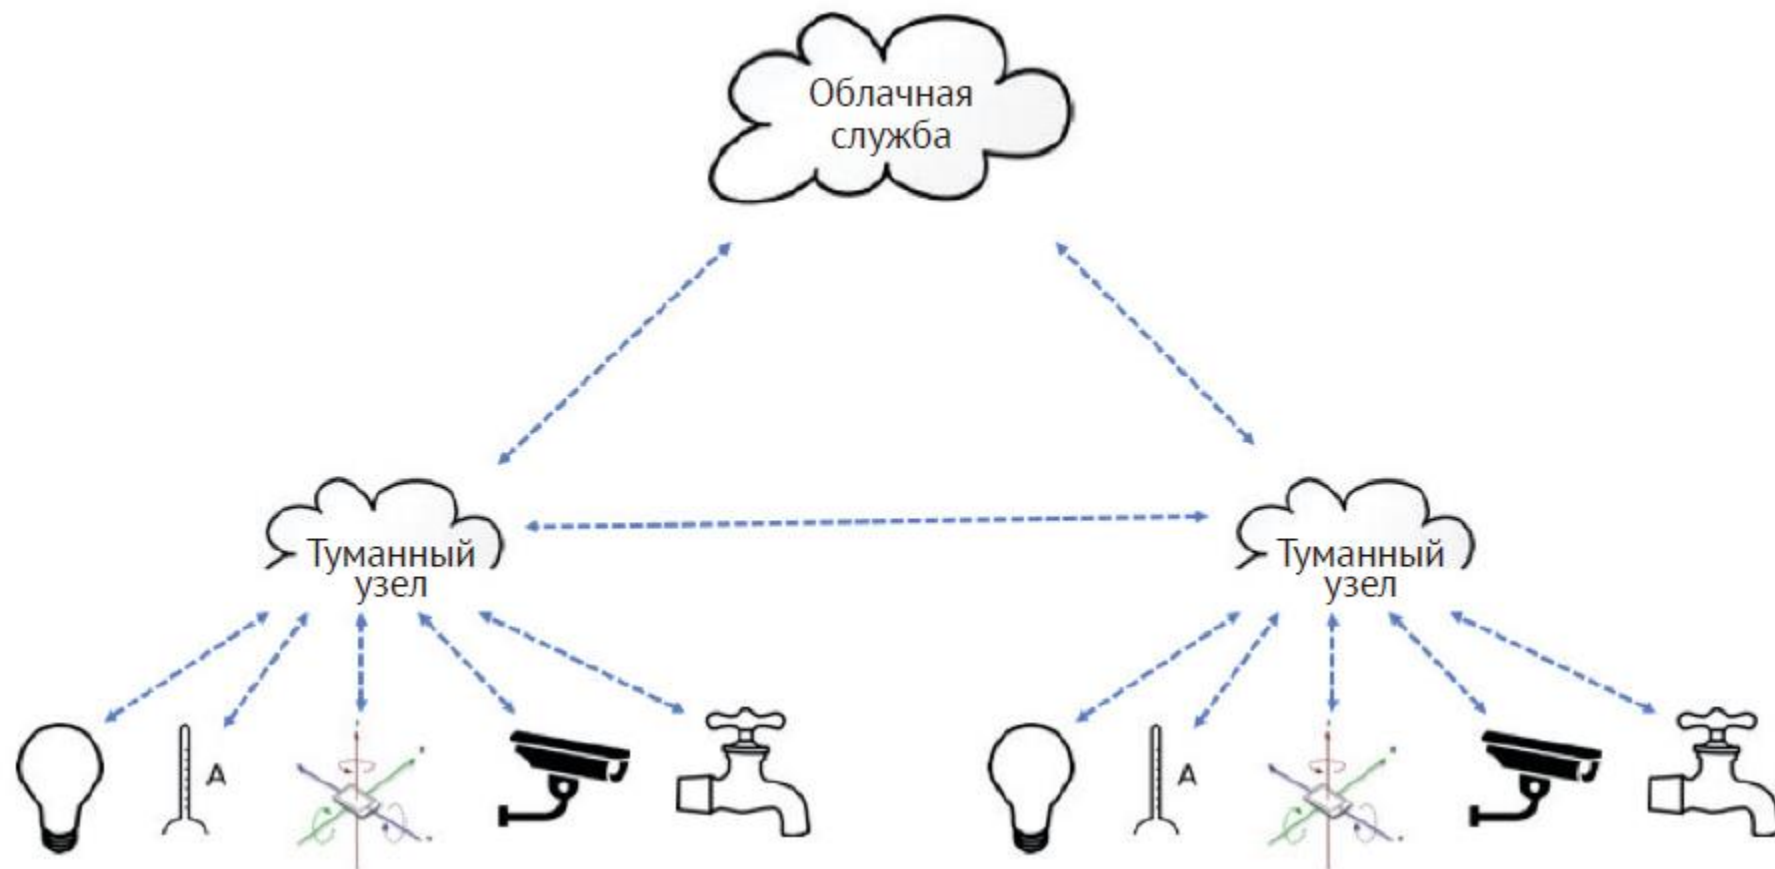 Облачная
служба
Туманный
узел
Туманный
узел
A
A